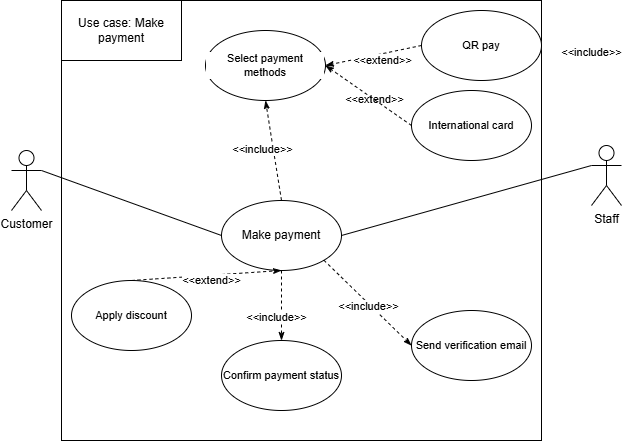 Use case: Make
payment
Select payment
methods
QR pay
<<include>>
<<extend>>
<<extend>>
International card
<<include>>
Customer
Staff
Make payment
<<extend>>
Apply discount
<<include>>
<<include>>
Send verification email
Confirm payment status